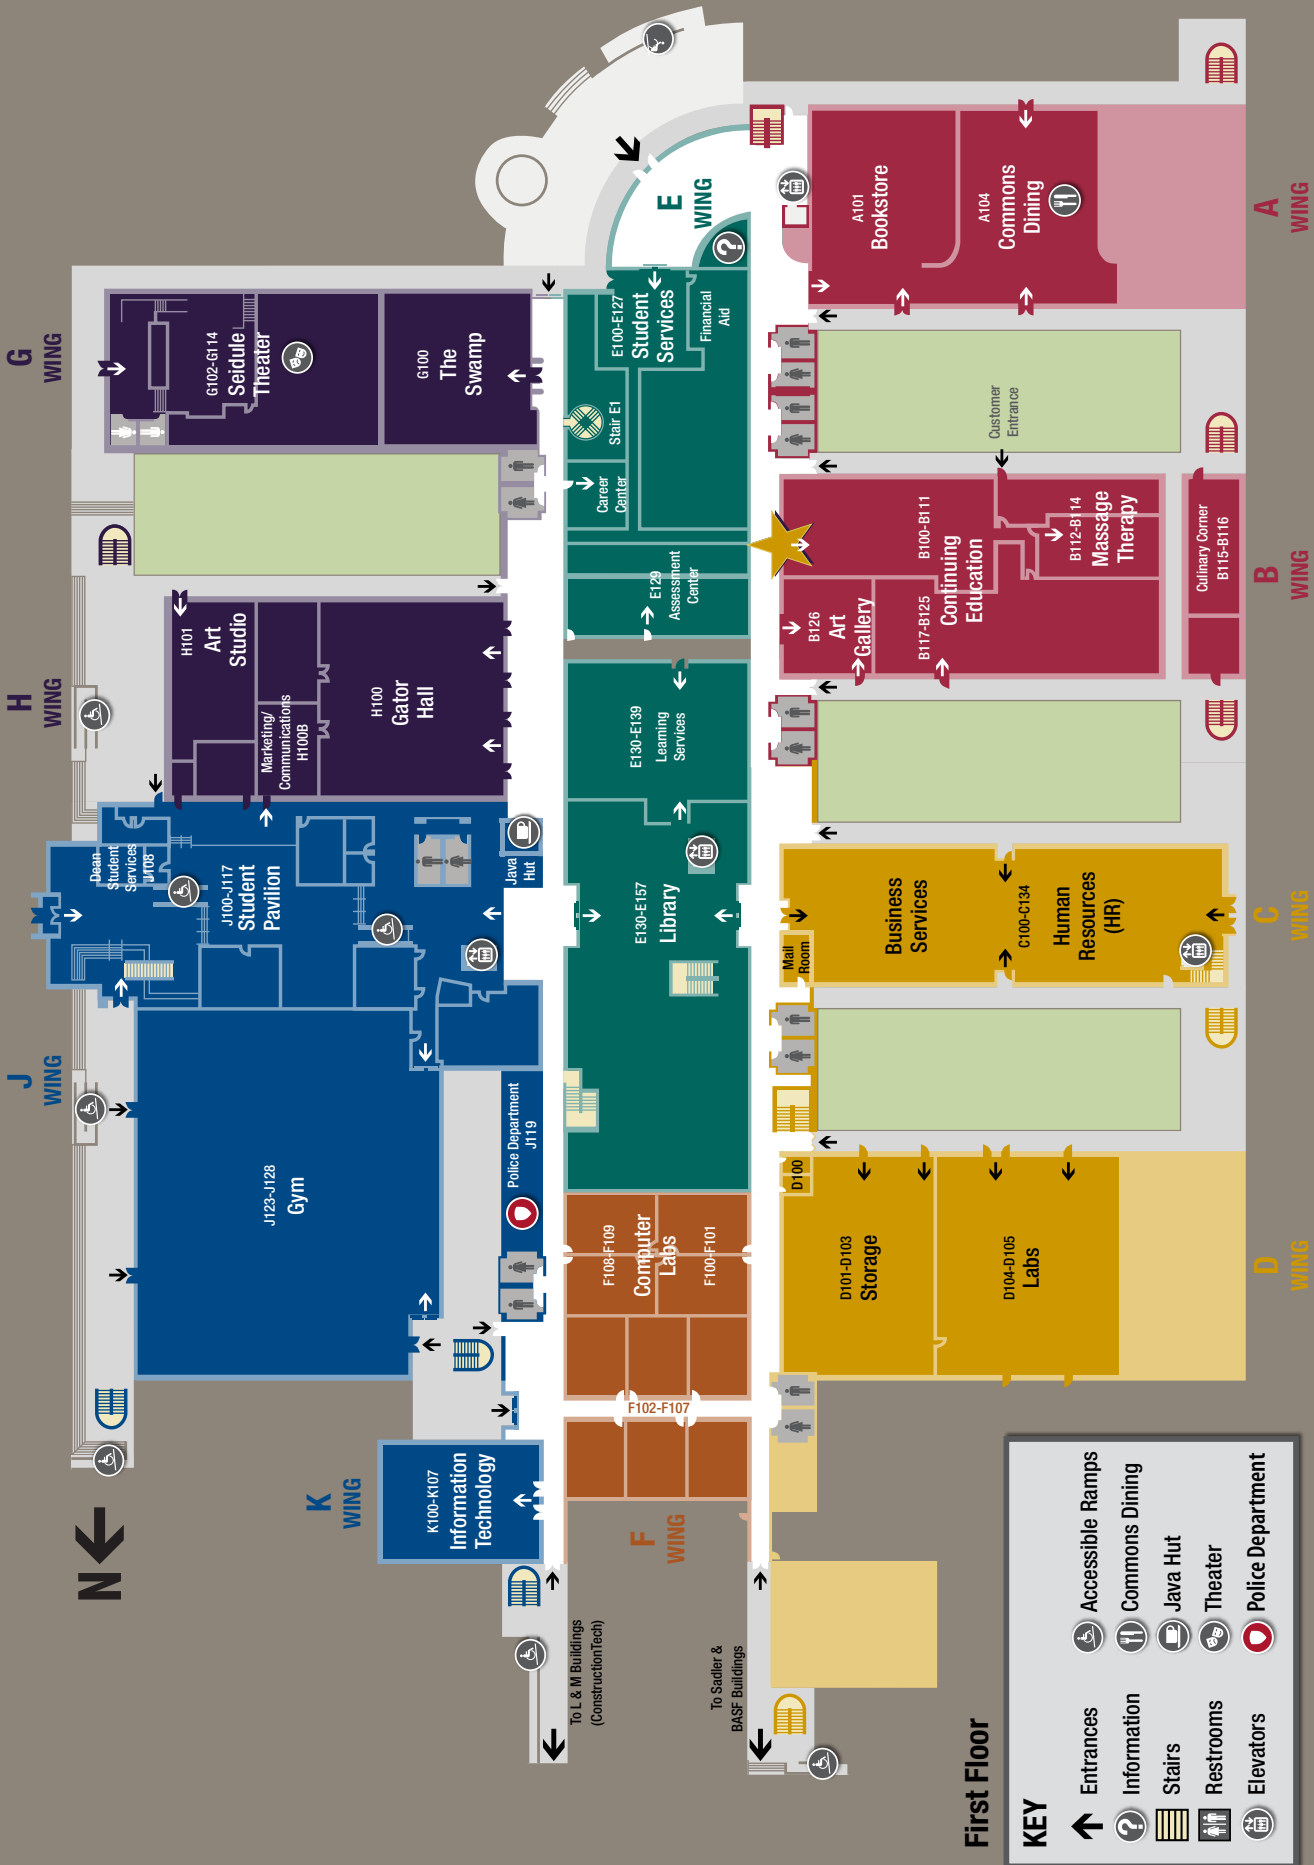 G
WING
G102-G114
Seidule
Theater
G100
The
Swamp
H
WING
H101
Art
Studio
Marketing/
Communications
H100B
H100
Gator
Hall
J
WING
Dean
Student
Services
J108
J100-J117
Student
Pavilion
Java
Hut
J123-J128
Gym
Police Department
J119
K
WING
K100-K107
Information
Technology
N
E
WING
E100-E127
Student
Services
Financial
Aid
Stair E1
Career
Center
E129
Assessment
Center
E130-E139
Learning
Services
E130-E157
Library
F108-F109
Computer
Labs
F100-F101
F102-F107
F
WING
To L & M Buildings
(ConstructionTech)
To Sadler &
BASF Buildings
A
WING
A101
Bookstore
A104
Commons
Dining
Customer
Entrance
B
WING
B100-B111
B117-B125
Continuing
Education
B112-B114
Massage
Therapy
B126
Art
Gallery
Culinary Corner
B115-B116
C
WING
Business
Services
C100-C134
Human
Resources
(HR)
Mail
Room
D
WING
D100
D101-D103
Storage
D104-D105
Labs
First Floor
KEY
Entrances
Information
Stairs
Restrooms
Elevators
Accessible Ramps
Commons Dining
Java Hut
Theater
Police Department